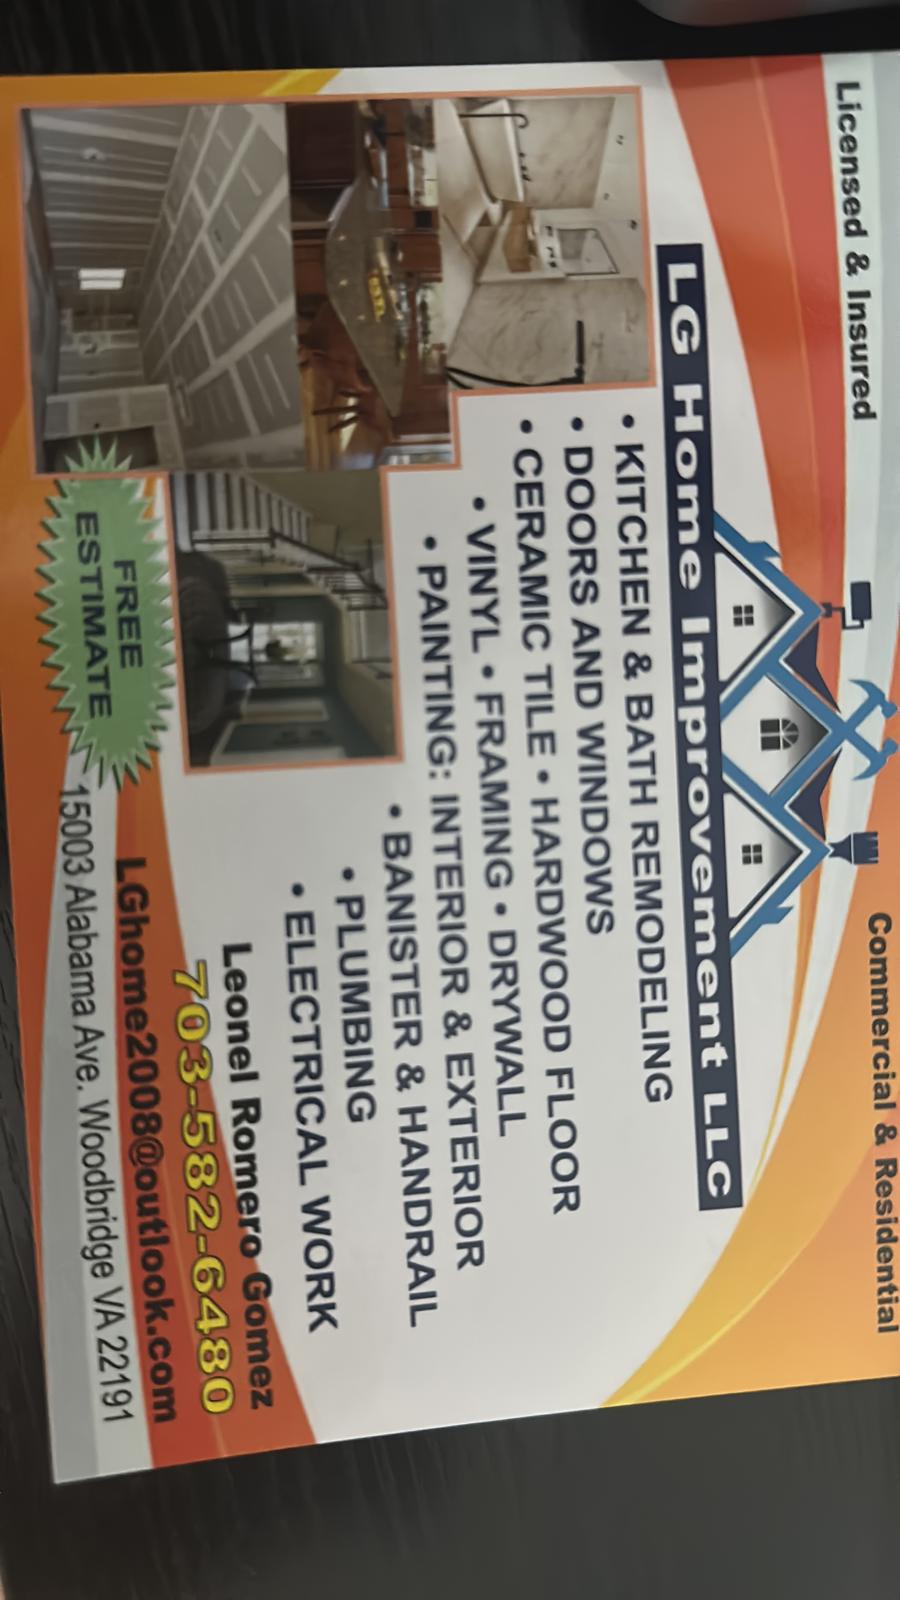 Licensed & Insured
Commercial & Residential
LG Home Improvement LLC
• KITCHEN & BATH REMODELING
• DOORS AND WINDOWS
• CERAMIC TILE • HARDWOOD FLOOR
• VINYL • FRAMING • DRYWALL
• PAINTING: INTERIOR & EXTERIOR
• BANISTER & HANDRAIL
• PLUMBING
• ELECTRICAL WORK
Leonel Romero Gomez
703-582-6480
LGhome2008@outlook.com
15003 Alabama Ave. Woodbridge VA 22191
FREE
ESTIMATE